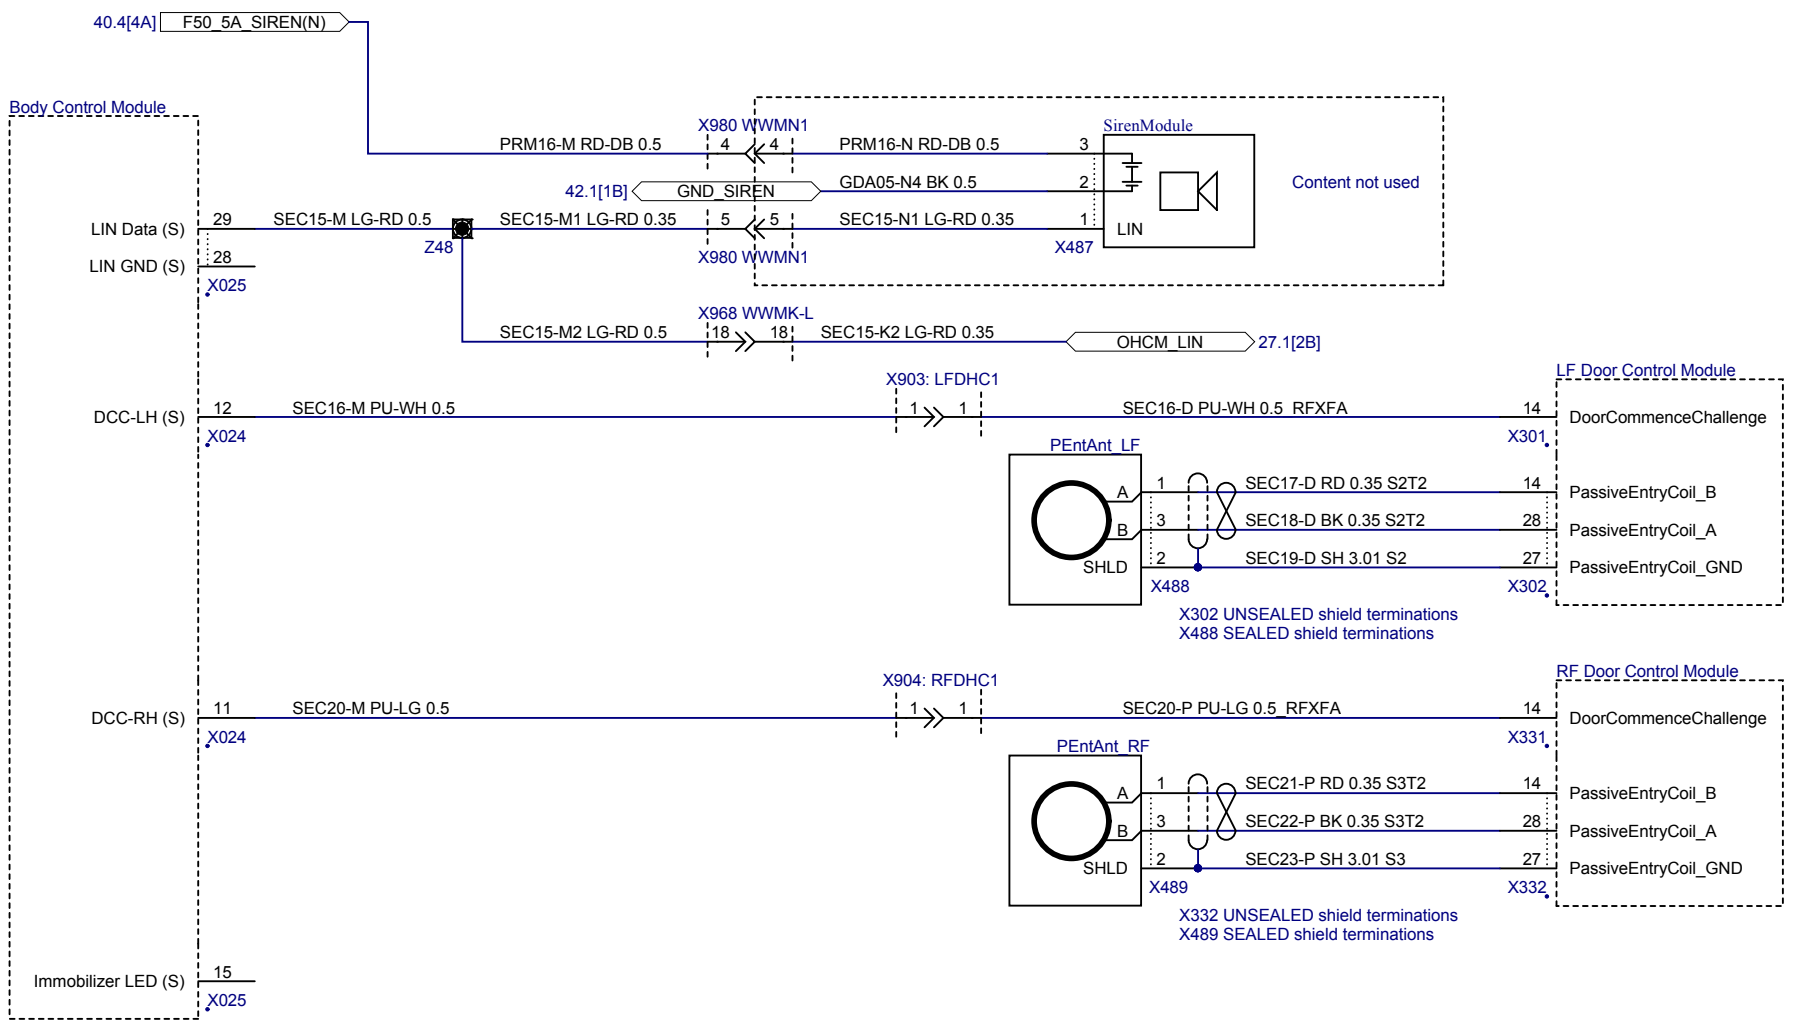 40.4[4A] F50_5A_SIREN(N)
Body Control Module
X980 WWMN1
SirenModule
PRM16-M RD-DB 0.5 4 4 PRM16-N RD-DB 0.5 3
42.1[1B] GND_SIREN GDA05-N4 BK 0.5 2
Content not used
LIN Data (S) 29 SEC15-M LG-RD 0.5 SEC15-M1 LG-RD 0.35 5 5 SEC15-N1 LG-RD 0.35 1 LIN
Z48 X980 WWMN1 X487
LIN GND (S) 28
X025
X968 WWMK-L
SEC15-M2 LG-RD 0.5 18 18 SEC15-K2 LG-RD 0.35 OHCM_LIN 27.1[2B]
X903: LFDHC1
LF Door Control Module
DCC-LH (S) 12 SEC16-M PU-WH 0.5 1 1 SEC16-D PU-WH 0.5_RFXFA 14 DoorCommenceChallenge
X024 X301
PEntAnt_LF
A 1 SEC17-D RD 0.35 S2T2 14 PassiveEntryCoil_B
B 3 SEC18-D BK 0.35 S2T2 28 PassiveEntryCoil_A
SHLD 2 SEC19-D SH 3.01 S2 27 PassiveEntryCoil_GND
X488 X302
X302 UNSEALED shield terminations
X488 SEALED shield terminations
X904: RFDHC1
RF Door Control Module
DCC-RH (S) 11 SEC20-M PU-LG 0.5 1 1 SEC20-P PU-LG 0.5_RFXFA 14 DoorCommenceChallenge
X024 X331
PEntAnt_RF
A 1 SEC21-P RD 0.35 S3T2 14 PassiveEntryCoil_B
B 3 SEC22-P BK 0.35 S3T2 28 PassiveEntryCoil_A
SHLD 2 SEC23-P SH 3.01 S3 27 PassiveEntryCoil_GND
X489 X332
X332 UNSEALED shield terminations
X489 SEALED shield terminations
Immobilizer LED (S) 15
X025